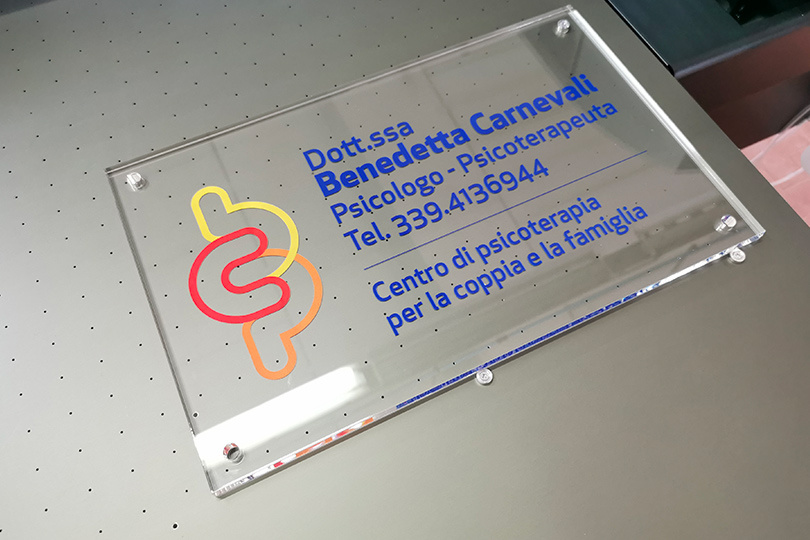 Dott.ssa
Benedetta Carnevali
Psicologo - Psicoterapeuta
Tel. 339.4136944
Centro di psicoterapia
per la coppia e la famiglia